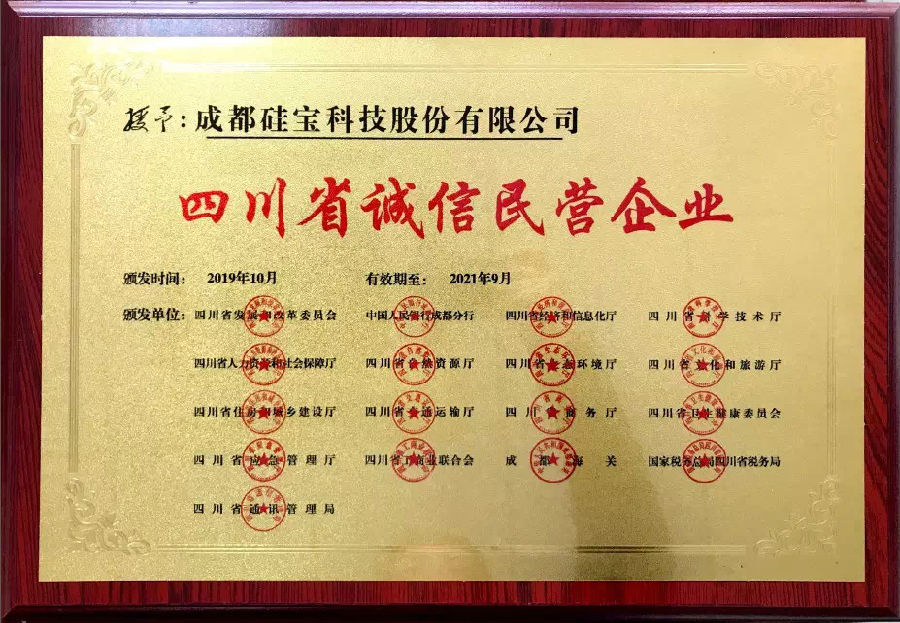 授予：成都硅宝科技股份有限公司
四川省诚信民营企业
颁发时间： 2019年10月 有效期至： 2021年9月
颁发单位： 四川省发展和改革委员会 中国人民银行成都分行 四川省经济和信息化厅 四川省科学技术厅
四川省人力资源和社会保障厅 四川省自然资源厅 四川省生态环境厅 四川省文化和旅游厅
四川省住房和城乡建设厅 四川省交通运输厅 四川省商务厅 四川省卫生健康委员会
四川省应急管理厅 四川省工商业联合会 成都海关 国家税务总局四川省税务局
四川省通讯管理局